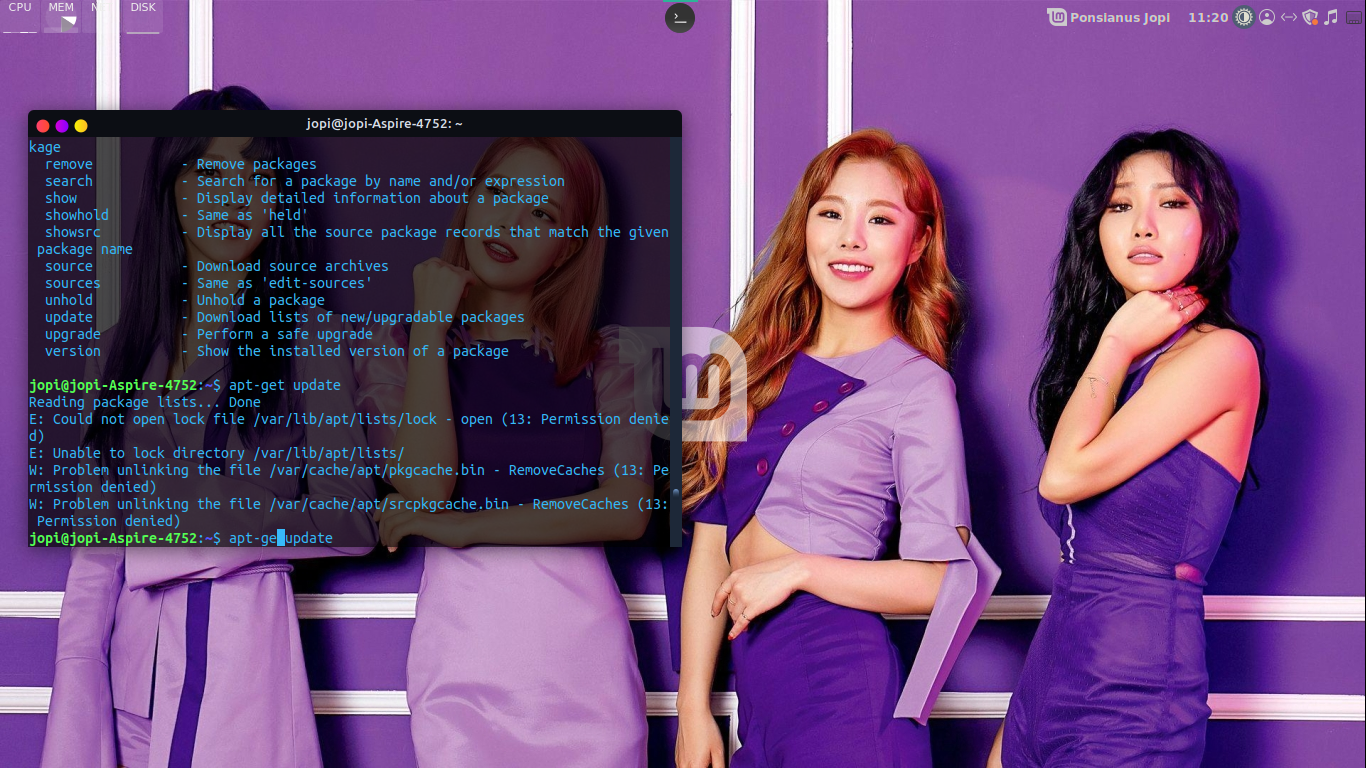 CPU MEM N DISK
Ponsianus Jopi 11:20
jopi@jopi-Aspire-4752: ~
kage
remove - Remove packages
search - Search for a package by name and/or expression
show - Display detailed information about a package
showhold - Same as 'held'
showsrc - Display all the source package records that match the given
package name
source - Download source archives
sources - Same as 'edit-sources'
unhold - Unhold a package
update - Download lists of new/upgradable packages
upgrade - Perform a safe upgrade
version - Show the installed version of a package
jopi@jopi-Aspire-4752:~$ apt-get update
Reading package lists... Done
E: Could not open lock file /var/lib/apt/lists/lock - open (13: Permission denie
d)
E: Unable to lock directory /var/lib/apt/lists/
W: Problem unlinking the file /var/cache/apt/pkgcache.bin - RemoveCaches (13: Pe
rmission denied)
W: Problem unlinking the file /var/cache/apt/srcpkgcache.bin - RemoveCaches (13:
Permission denied)
jopi@jopi-Aspire-4752:~$ apt-ge update